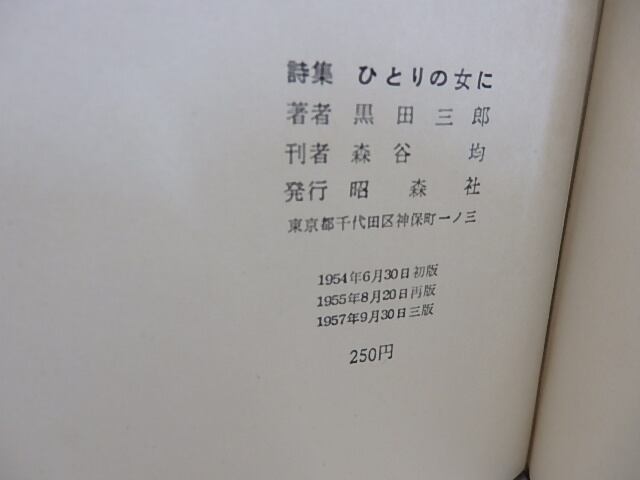 詩集 ひとりの女に
著者 黒田三郎
刊者 森谷 均
発行 昭森社
東京都千代田区神保町一ノ三
1954年6月30日初版
1955年8月20日再版
1957年9月30日三版
250円